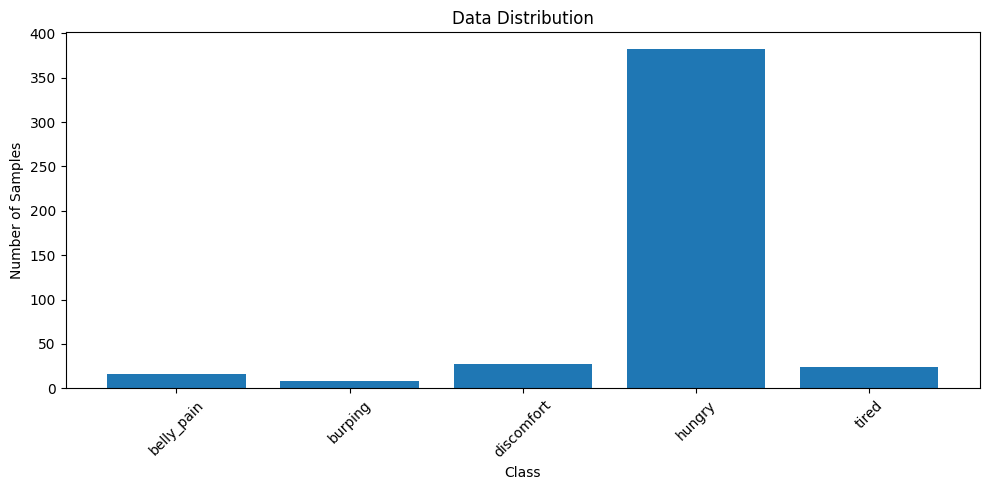 Data Distribution
Number of Samples
400
350
300
250
200
150
100
50
0
belly_pain
burping
discomfort
hungry
tired
Class